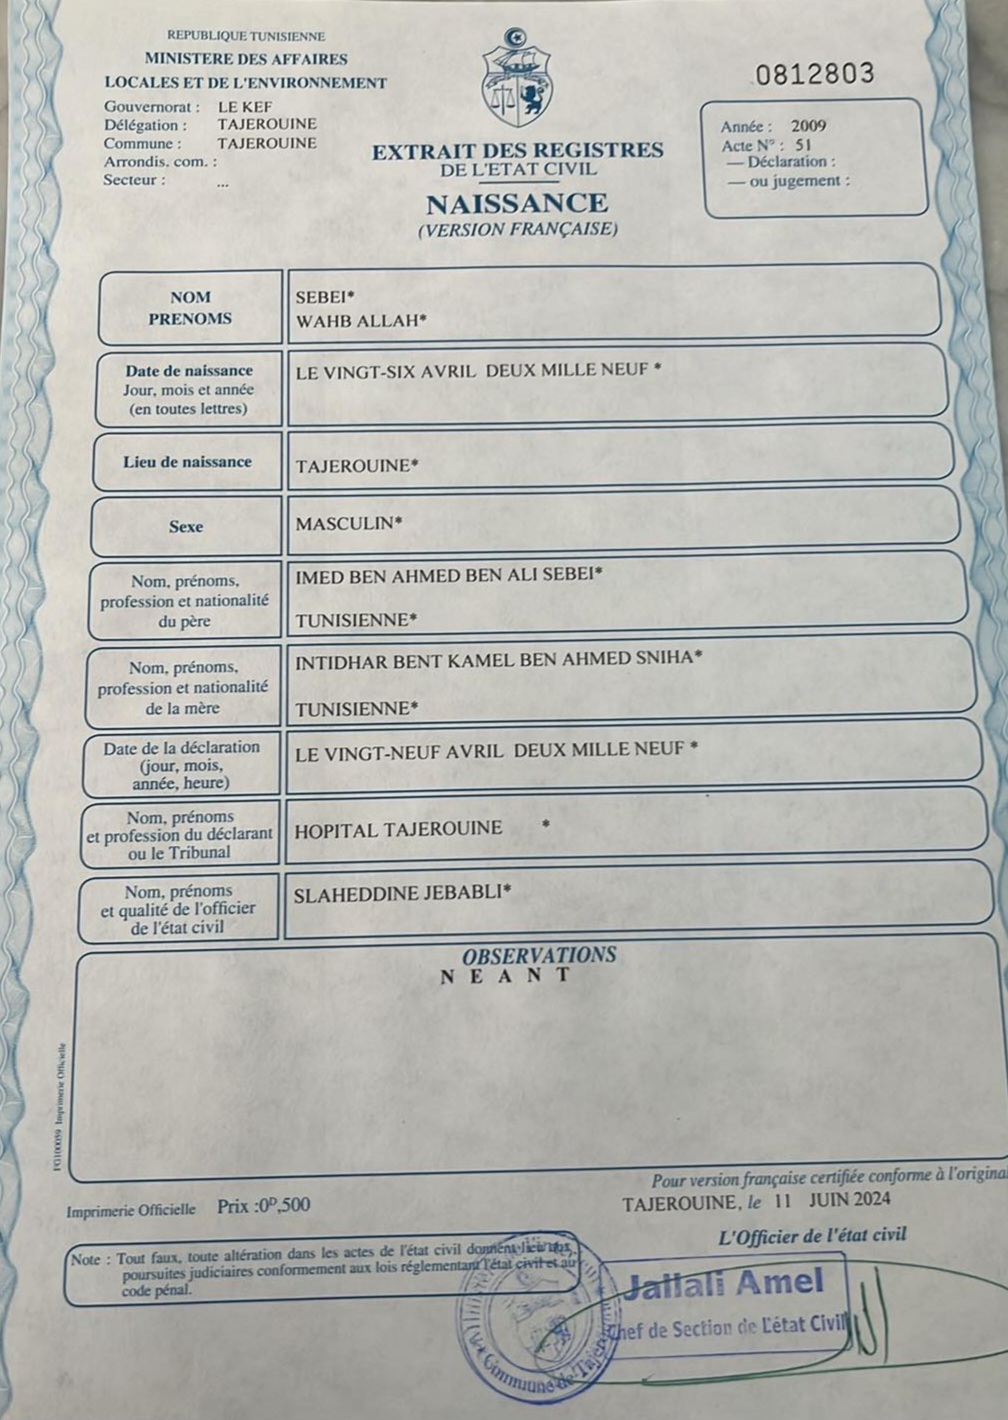 REPUBLIQUE TUNISIENNE
MINISTERE DES AFFAIRES
LOCALES ET DE L'ENVIRONNEMENT
Gouvernorat : LE KEF
Délégation : TAJEROUINE
Commune : TAJEROUINE
Arrondis. com. :
Secteur : ...
EXTRAIT DES REGISTRES
DE L'ETAT CIVIL
NAISSANCE
(VERSION FRANÇAISE)
0812803
Année : 2009
Acte N° : 51
— Déclaration :
— ou jugement :
NOM
PRENOMS
SEBEI*
WAHB ALLAH*
Date de naissance
Jour, mois et année
(en toutes lettres)
LE VINGT-SIX AVRIL DEUX MILLE NEUF *
Lieu de naissance
TAJEROUINE*
Sexe
MASCULIN*
Nom, prénoms,
profession et nationalité
du père
IMED BEN AHMED BEN ALI SEBEI*
TUNISIENNE*
Nom, prénoms,
profession et nationalité
de la mère
INTIDHAR BENT KAMEL BEN AHMED SNIHA*
TUNISIENNE*
Date de la déclaration
(jour, mois,
année, heure)
LE VINGT-NEUF AVRIL DEUX MILLE NEUF *
Nom, prénoms
et profession du déclarant
ou le Tribunal
HOPITAL TAJEROUINE *
Nom, prénoms
et qualité de l'officier
de l'état civil
SLAHEDDINE JEBABLI*
OBSERVATIONS
N E A N T
Imprimerie Officielle
Imprimerie Officielle Prix :0ᴰ,500
Pour version française certifiée conforme à l'original
TAJEROUINE, le 11 JUIN 2024
L'Officier de l'état civil
Note : Tout faux, toute altération dans les actes de l'état civil donnent lieu aux
poursuites judiciaires conformement aux lois réglementant l'état civil et au
code pénal.
Jallali Amel
Chef de Section de L'état Civil
Commune de Tajer